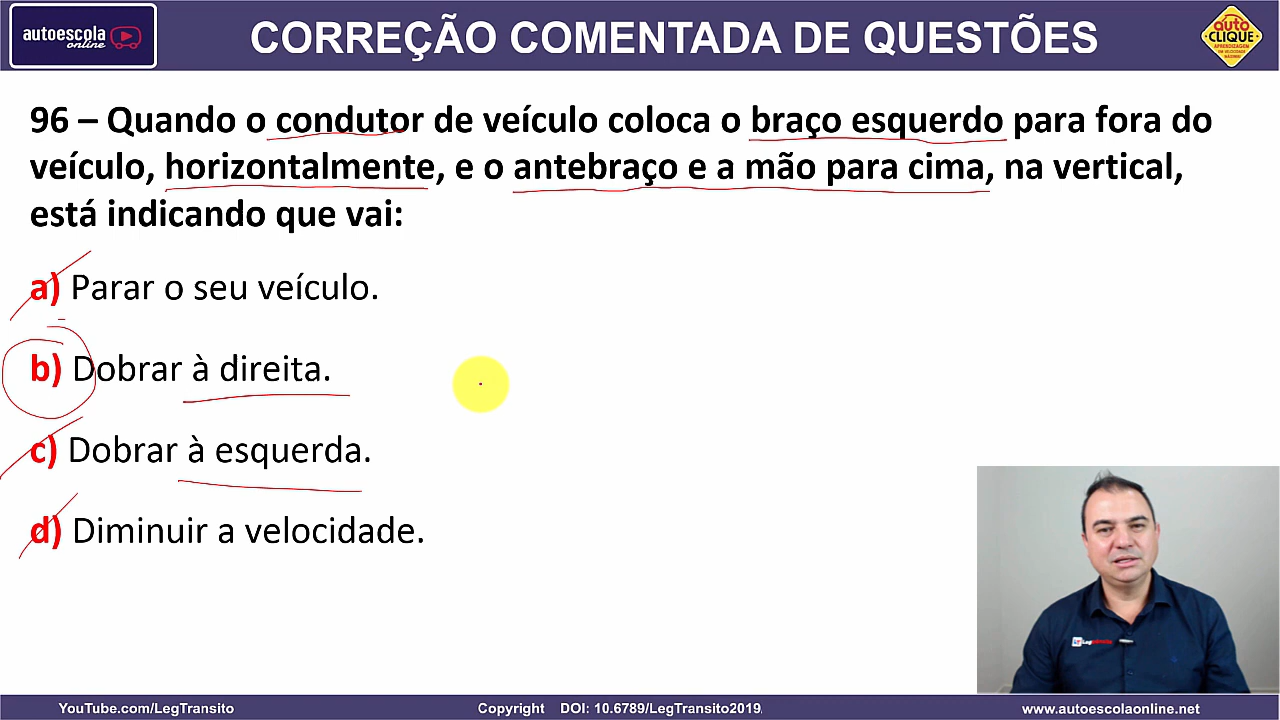 autoescola
online
CORREÇÃO COMENTADA DE QUESTÕES
auto
CLIQUE
96 – Quando o condutor de veículo coloca o braço esquerdo para fora do
veículo, horizontalmente, e o antebraço e a mão para cima, na vertical,
está indicando que vai:
a) Parar o seu veículo.
b) Dobrar à direita.
c) Dobrar à esquerda.
d) Diminuir a velocidade.
YouTube.com/LegTransito
Copyright DOI: 10.6789/LegTransito2019
www.autoescolaonline.net